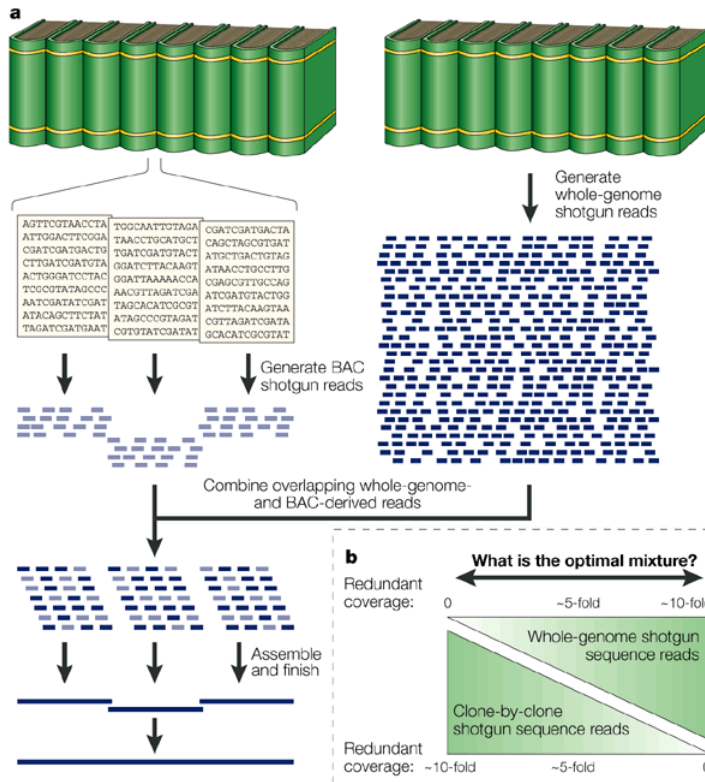 a
Generate
whole-genome
shotgun reads
AGTTCGTAACCTA
ATTGGACTTCGGA
CGATCGATGACTG
CTTGATCGATGTA
ACTGGGATCCTAC
TCGCGTATAGCCC
AATCGATATCGAT
ATACAGCTTCTAT
TAGATCGATGAAT
TGGCAATTGTAGA
TAACCTGCATGCT
TGATCGATGTACT
GGATCTTACAAGT
GGATTAAAAACCA
AACGTTAGATCGA
TAGCACATCGCGT
ATAGCCCGTAGAT
CGTGTATCGATAT
CGATCGATGACTA
CAGCTAGCGTGAT
ATGCTGACTGTAG
ATAACCTGCCTTG
CGAGCGTTGCCAG
ATCGATGTACTGG
ATCTTACAAGTAA
CGTTAGATCGATA
GCACATCGCGTAT
Generate BAC
shotgun reads
Combine overlapping whole-genome-
and BAC-derived reads
Assemble
and finish
b
What is the optimal mixture?
Redundant
coverage:
0 ~5-fold
Whole-genome shotgun
sequence reads
Clone-by-clone
shotgun sequence reads
Redundant
coverage:
~10-fold ~5-fold